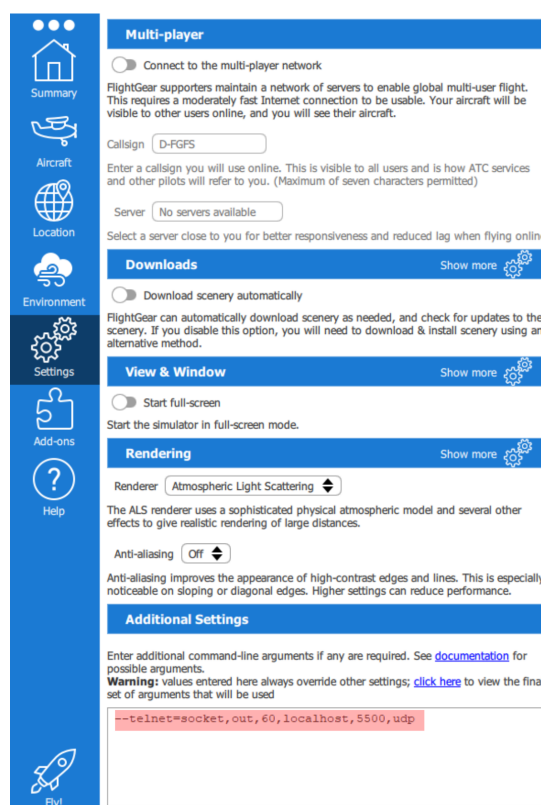 Multi-player
Connect to the multi-player network
Summary
FlightGear supporters maintain a network of servers to enable global multi-user flight.
This requires a moderately fast Internet connection to be usable. Your aircraft will be
visible to other users online, and you will see their aircraft.
Callsign D-FGFS
Aircraft
Enter a callsign you will use online. This is visible to all users and is how ATC services
and other pilots will refer to you. (Maximum of seven characters permitted)
Server No servers available
Location
Select a server close to you for better responsiveness and reduced lag when flying onlin
Downloads Show more
Download scenery automatically
Environment
FlightGear can automatically download scenery as needed, and check for updates to the
scenery. If you disable this option, you will need to download & install scenery using an
alternative method.
Settings
View & Window Show more
Start full-screen
Start the simulator in full-screen mode.
Add-ons
Rendering Show more
Renderer Atmospheric Light Scattering
Help
The ALS renderer uses a sophisticated physical atmospheric model and several other
effects to give realistic rendering of large distances.
Anti-aliasing Off
Anti-aliasing improves the appearance of high-contrast edges and lines. This is especially
noticeable on sloping or diagonal edges. Higher settings can reduce performance.
Additional Settings
Enter additional command-line arguments if any are required. See documentation for
possible arguments.
Warning: values entered here always override other settings; click here to view the fina
set of arguments that will be used
--telnet=socket,out,60,localhost,5500,udp
Fly!